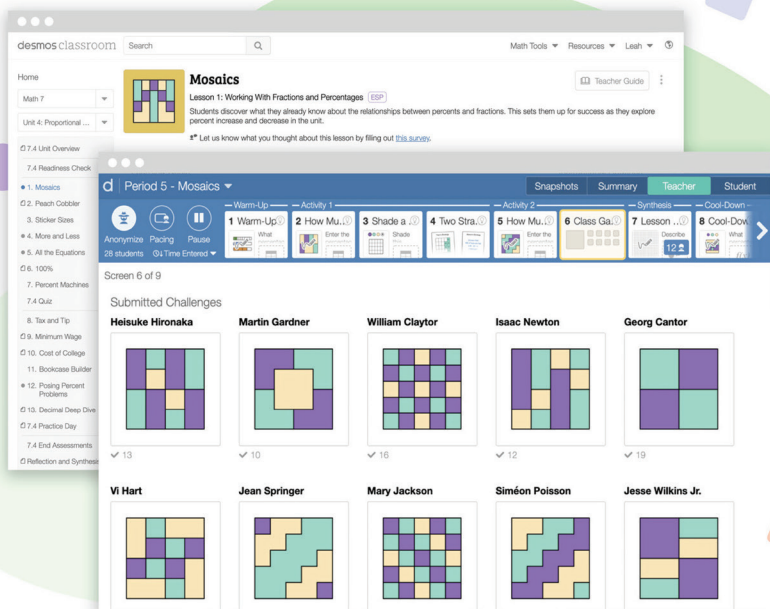 desmos classroom Search Math Tools Resources Leah
Home
Math 7
Unit 4: Proportional ...
7.4 Unit Overview
7.4 Readiness Check
1. Mosaics
2. Peach Cobbler
3. Sticker Sizes
4. More and Less
5. All the Equations
6. 100%
7. Percent Machines
7.4 Quiz
8. Tax and Tip
9. Minimum Wage
10. Cost of College
11. Bookcase Builder
12. Posing Percent
Problems
13. Decimal Deep Dive
7.4 Practice Day
7.4 End Assessments
Reflection and Synthesis
Mosaics
Teacher Guide
Lesson 1: Working With Fractions and Percentages ESP
Students discover what they already know about the relationships between percents and fractions. This sets them up for success as they explore
percent increase and decrease in the unit.
Let us know what you thought about this lesson by filling out this survey.
d Period 5 - Mosaics Snapshots Summary Teacher Student
Warm-Up Activity 1 Activity 2 Synthesis Cool-Down
1 Warm-Up 2 How Mu... 3 Shade a 4 Two Stra... 5 How Mu... 6 Class Ga... 7 Lesson ... 8 Cool-Dow
What Enter the Shade Enter the Describe What
12
Anonymize Pacing Pause
28 students Time Entered
Screen 6 of 9
Submitted Challenges
Heisuke Hironaka Martin Gardner William Claytor Isaac Newton Georg Cantor
13 10 16 12 19
Vi Hart Jean Springer Mary Jackson Siméon Poisson Jesse Wilkins Jr.